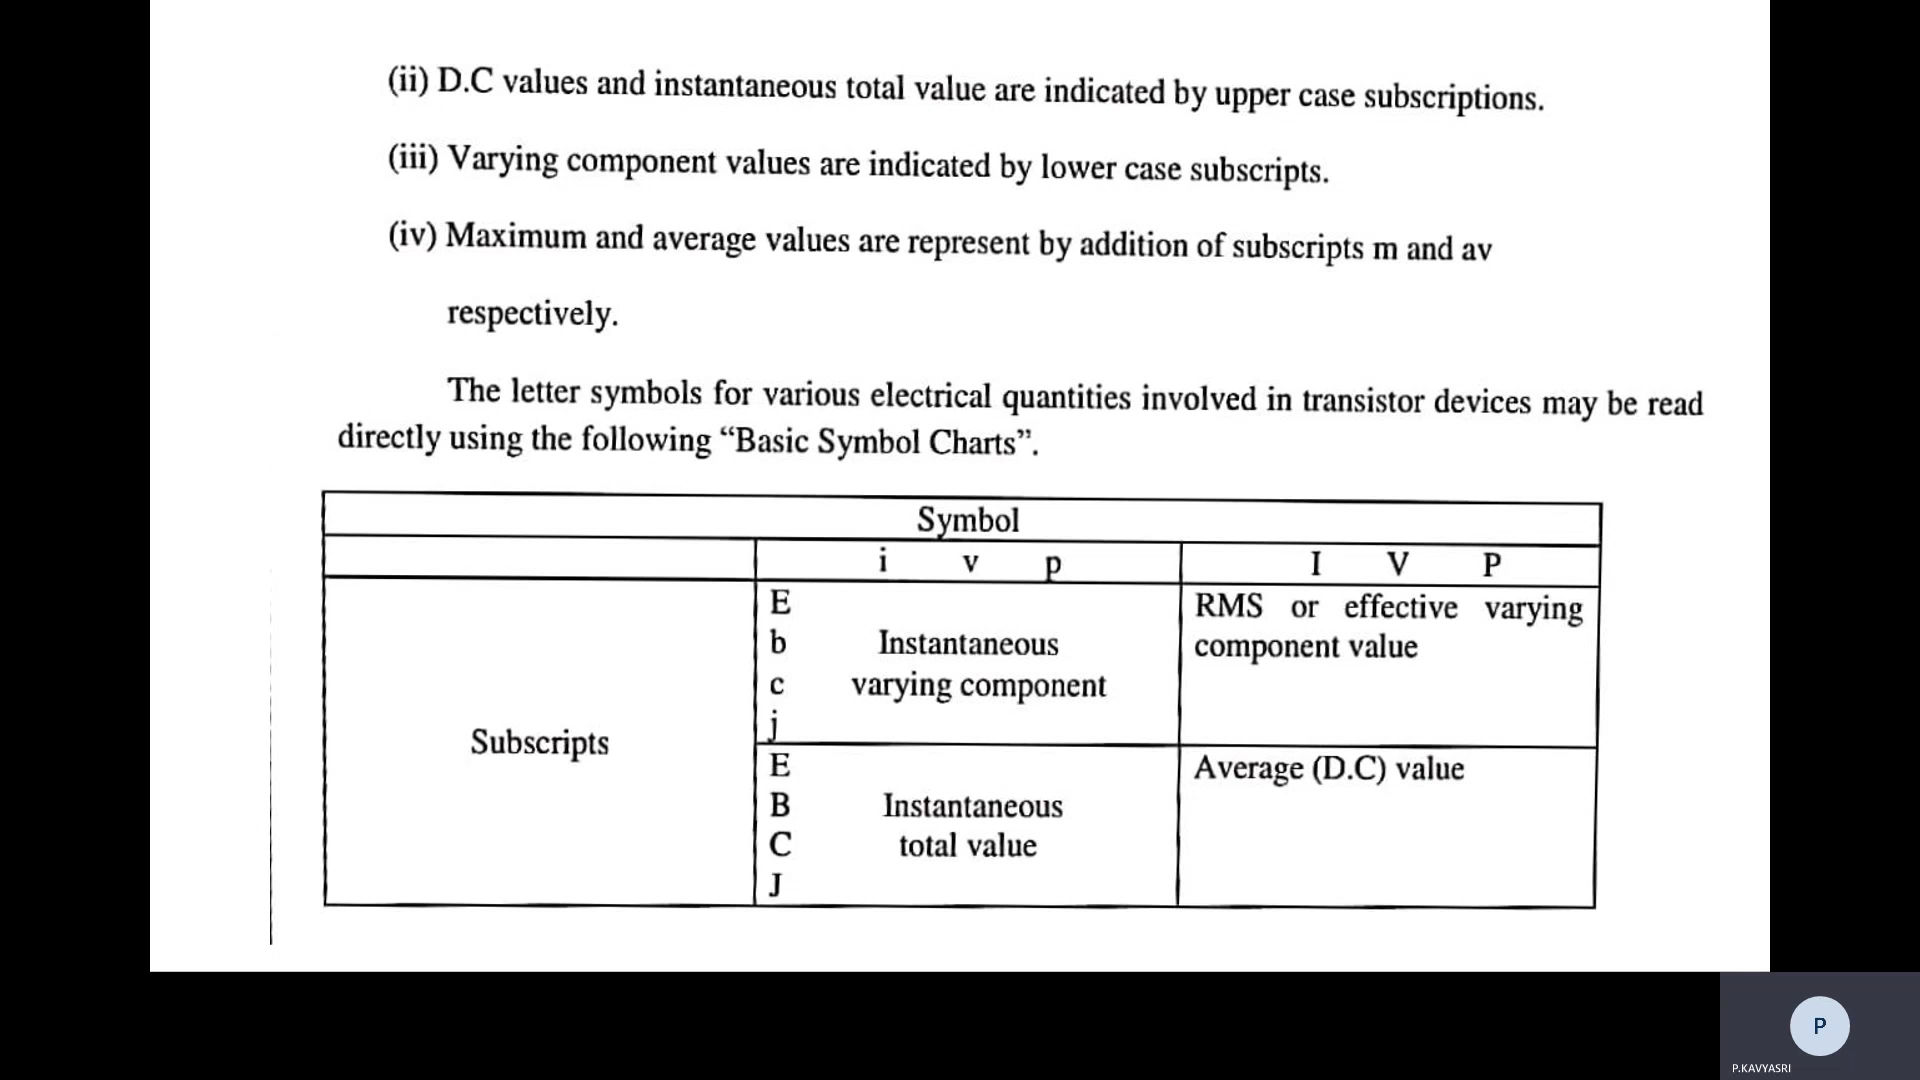 (ii) D.C values and instantaneous total value are indicated by upper case subscriptions.
(iii) Varying component values are indicated by lower case subscripts.
(iv) Maximum and average values are represent by addition of subscripts m and av
respectively.
The letter symbols for various electrical quantities involved in transistor devices may be read
directly using the following “Basic Symbol Charts”.
Symbol
i v p I V P
E RMS or effective varying
b Instantaneous component value
c varying component
j
Subscripts
E Average (D.C) value
B Instantaneous
C total value
J
P
P.KAVYASRI